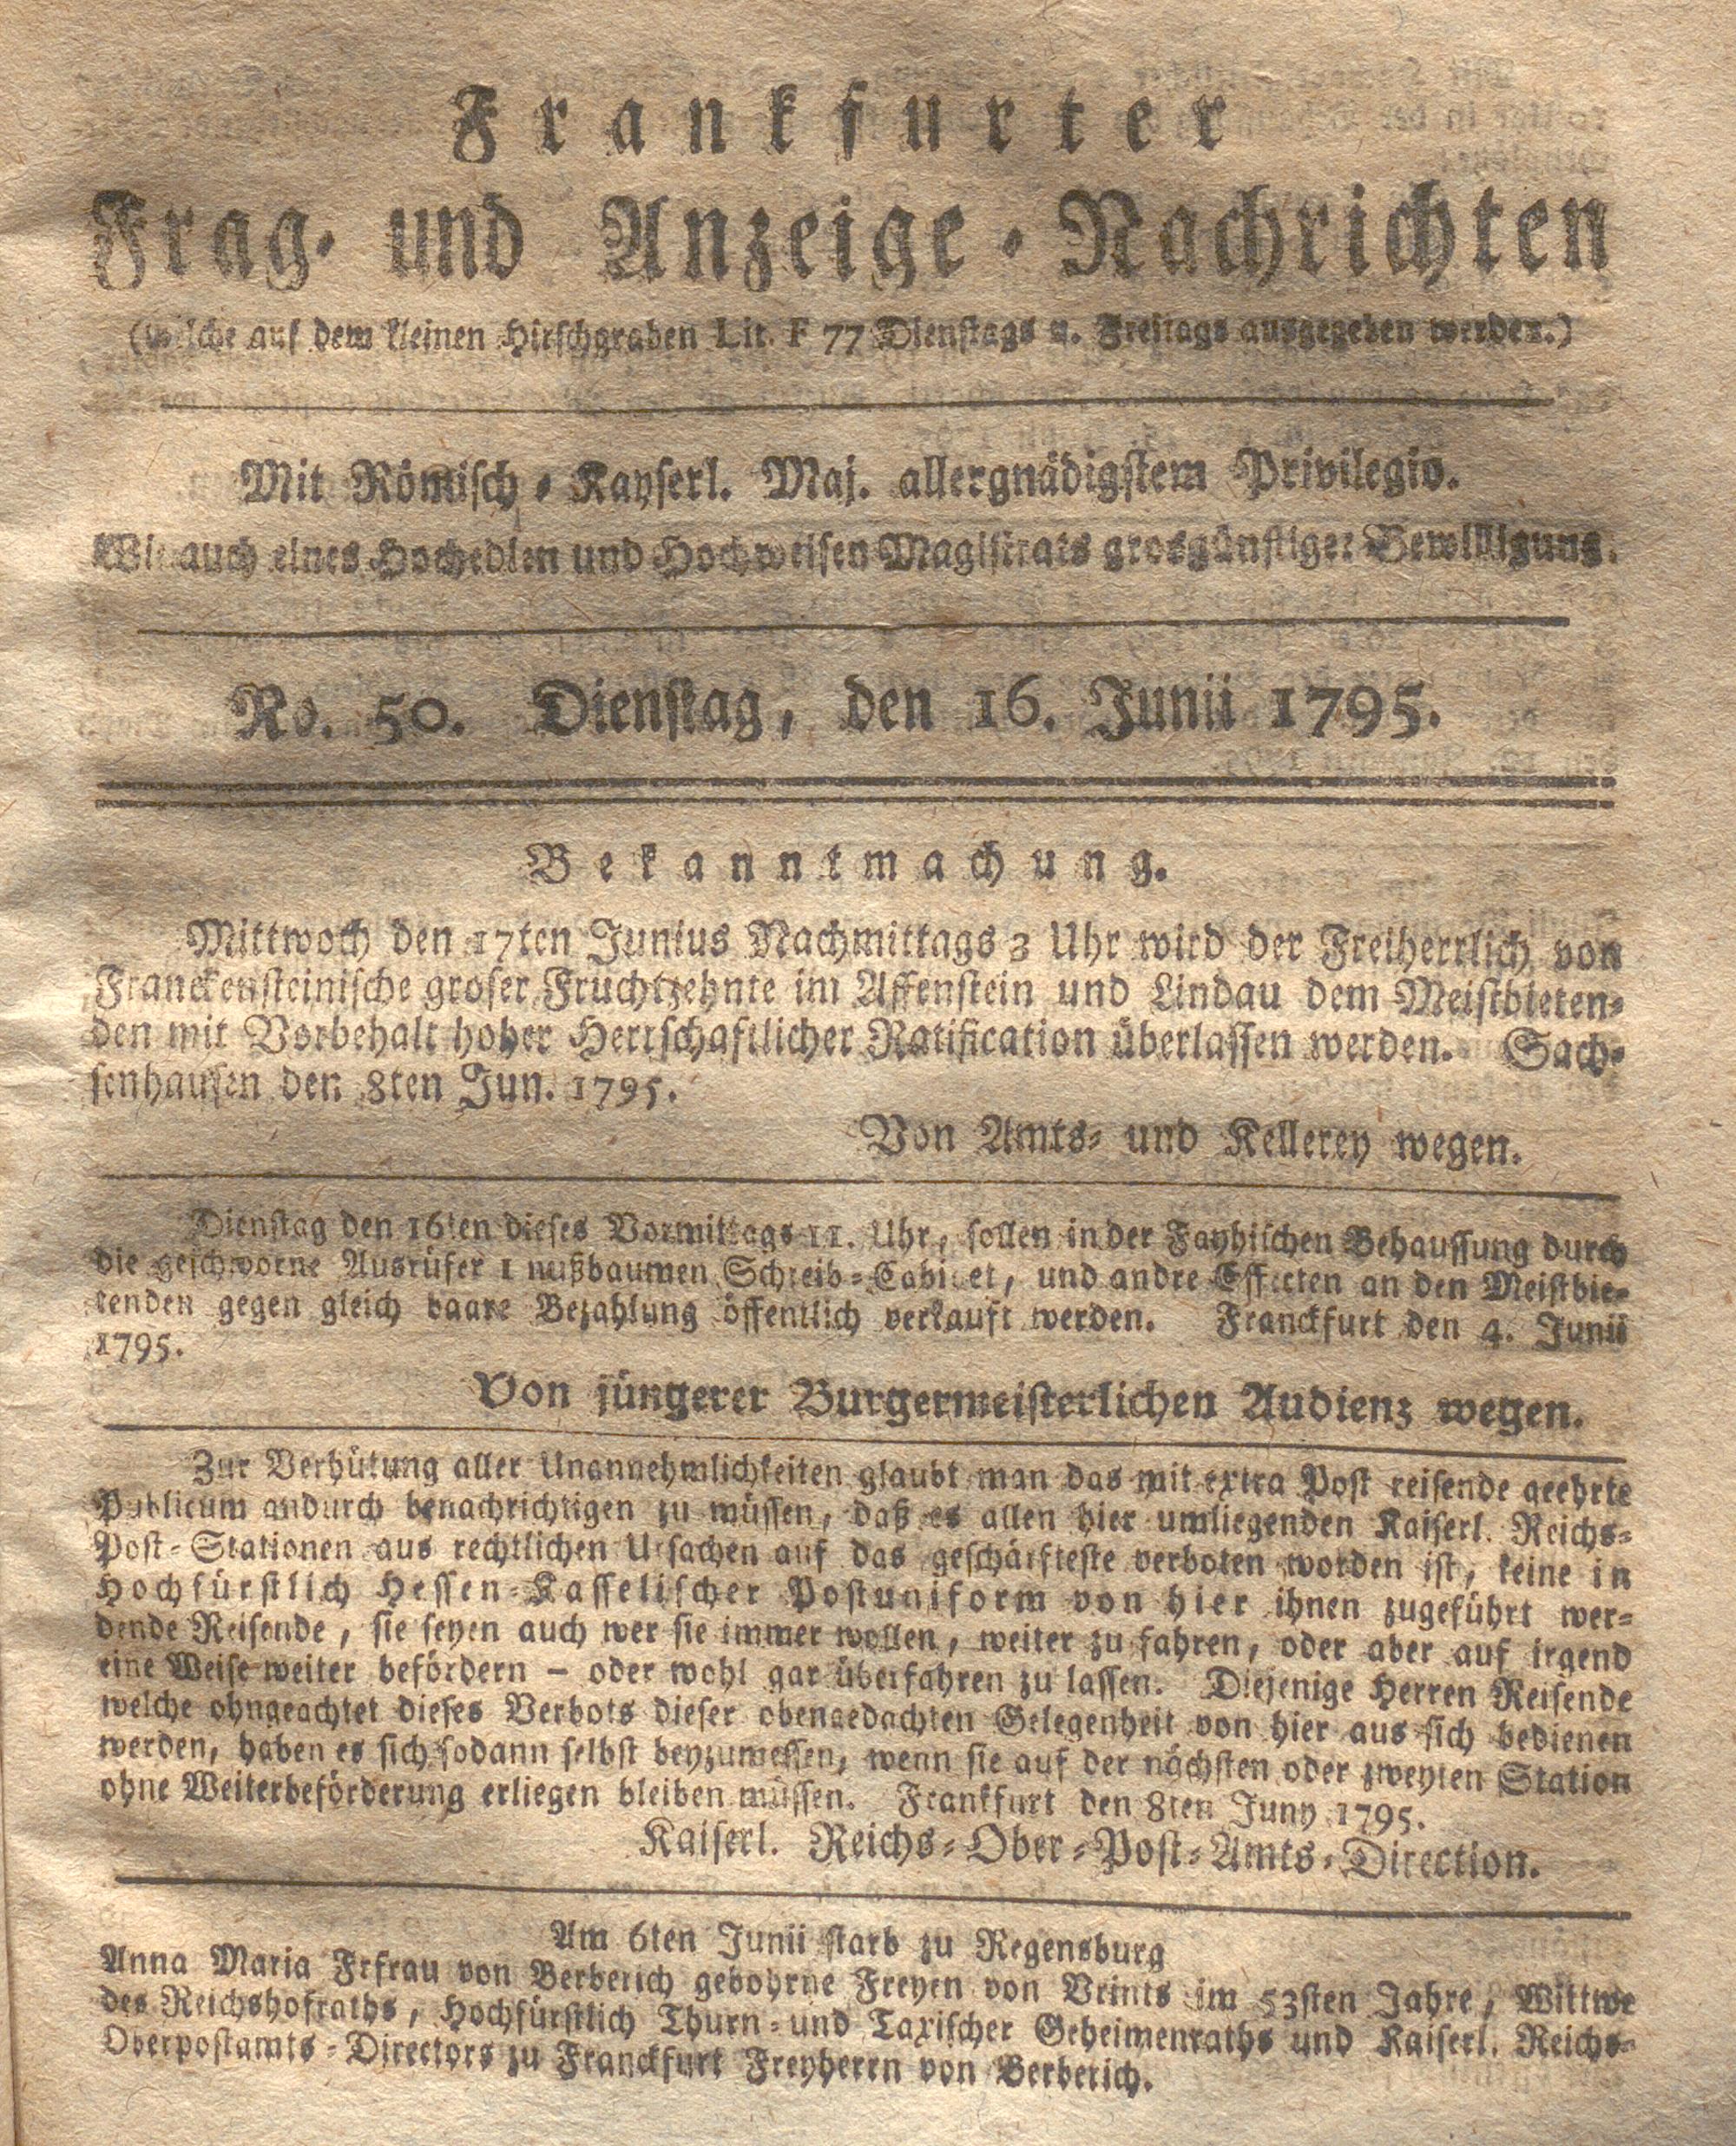 Frankfurter
Frag- und Anzeige-Nachrichten
(welche auf dem kleinen Hirschgraben Lit. F 77 Dienstags u. Freitags ausgegeben werden.)
Mit Römisch-Kayserl. Maj. allergnädigstem Privilegio.
Wie auch eines Hochedlen und Hochweisen Magistrats grosgünstiger Bewilligung.
No. 50. Dienstag, den 16. Junii 1795.
Bekanntmachung.
Mittwoch den 17ten Junius Nachmittags 3 Uhr wird der Freiherrlich von
Franckensteinische groser Fruchtzehnte im Affenstein und Lindau dem Meistbieten-
den mit Vorbehalt hoher Herrschaftlicher Ratification überlassen werden. Sach-
senhausen den 8ten Jun. 1795.
Von Amts- und Kellerey wegen.
Dienstag den 16ten dieses Vormittags 11. Uhr, sollen in der Behaussung durch
die geschworne Ausrüfer 1 nußbaumen Schreib-Cabinet, und andre Effecten an den Meistbie-
tenden gegen gleich baare Bezahlung öffentlich verkauft werden. Franckfurt den 4. Junii
1795.
Von jüngerer Burgermeisterlichen Audienz wegen.
Zur Verhütung aller Unannehmlichkeiten glaubt man das mit extra Post reisende geehrte
Publicum andurch benachrichtigen zu müssen, daß es allen hier umliegenden Kaiserl. Reichs-
Post-Stationen aus rechtlichen Ursachen auf das geschärfteste verboten worden ist, keine in
Hochfürstlich Hessen-Kasselischer Postuniform von hier ihnen zugeführt wer-
dende Reisende, sie seyen auch wer sie immer wollen, weiter zu fahren, oder aber auf irgend
eine Weise weiter befördern – oder wohl gar überfahren zu lassen. Diejenige Herren Reisende
welche ohngeachtet dieses Verbots dieser obengedachten Gelegenheit von hier aus sich bedienen
werden, haben es sich sodann selbst beyzumessen, wenn sie auf der nächsten oder zweyten Station
ohne Weiterbeförderung erliegen bleiben müssen. Frankfurt den 8ten Juny 1795.
Kaiserl. Reichs-Ober-Post-Amts-Direction.
Am 6ten Junii starb zu Regensburg
Anna Maria Frfrau von Berberich gebohrne Freyen von Vrints im 53sten Jahre, Wittwe
des Reichshofraths, Hochfürstlich Thurn-und Taxischer Geheimenraths und Kaiserl. Reichs-
Oberpostamts-Directors zu Franckfurt Freyherrn von Berberich.